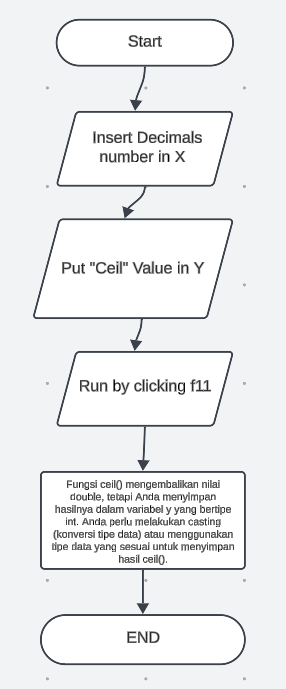 Start
Insert Decimals
number in X
Put "Ceil" Value in Y
Run by clicking f11
Fungsi ceil() mengembalikan nilai
double, tetapi Anda menyimpan
hasilnya dalam variabel y yang bertipe
int. Anda perlu melakukan casting
(konversi tipe data) atau menggunakan
tipe data yang sesuai untuk menyimpan
hasil ceil().
END